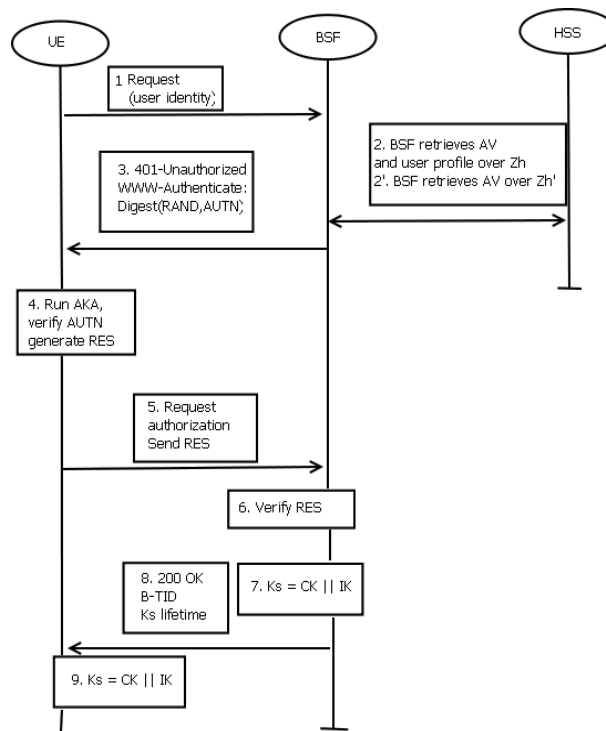 UE
BSF
HSS
1 Request
(user identity)
2. BSF retrieves AV
and user profile over Zh
2'. BSF retrieves AV over Zh'
3. 401-Unauthorized
WWW-Authenticate:
Digest(RAND,AUTN)
4. Run AKA,
verify AUTN
generate RES
5. Request
authorization
Send RES
6. Verify RES
7. Ks = CK || IK
8. 200 OK
B-TID
Ks lifetime
9. Ks = CK || IK